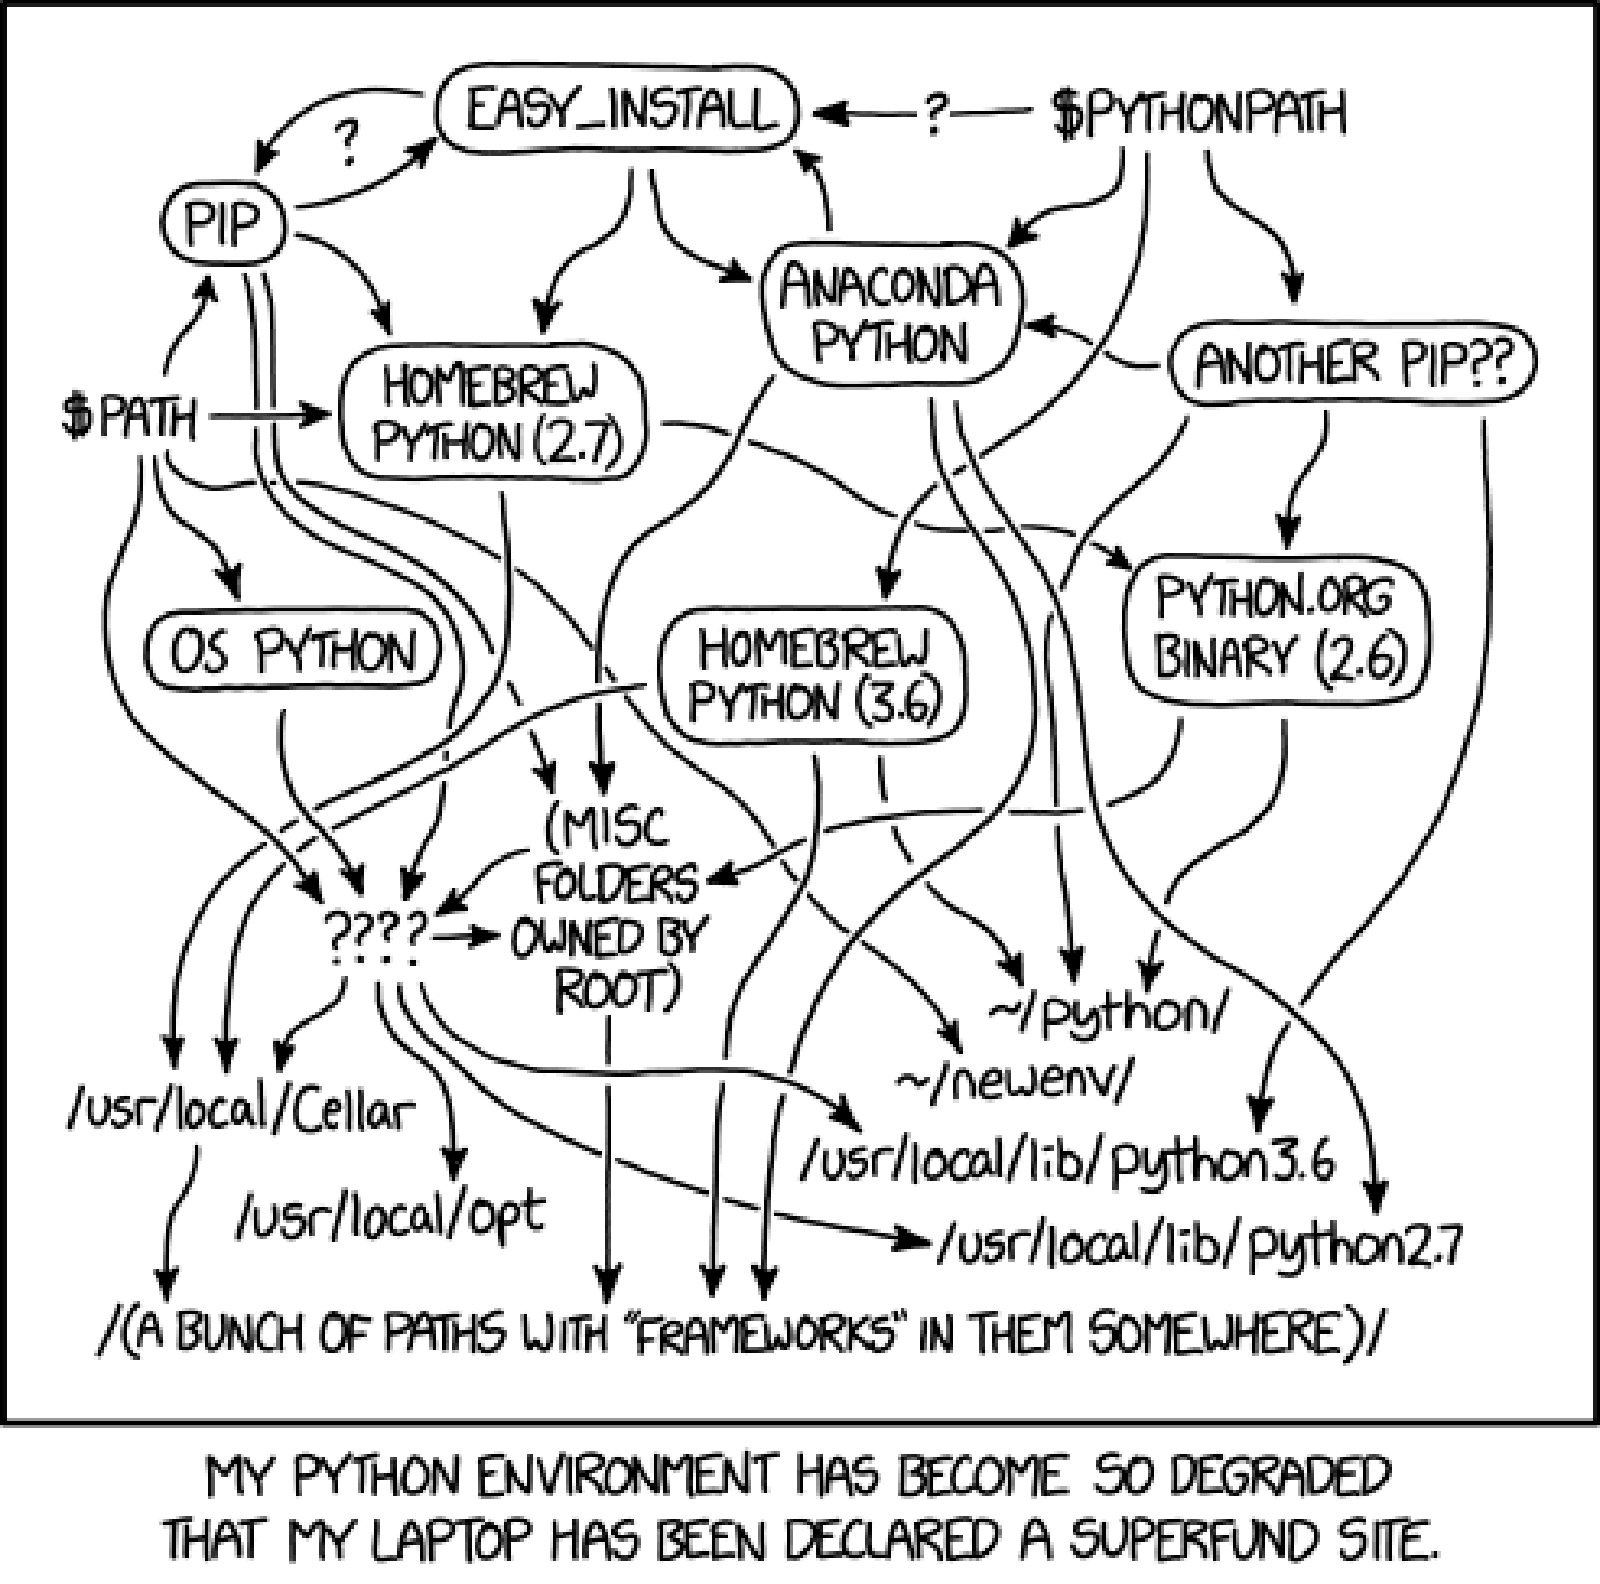 EASY_INSTALL
?
$PYTHONPATH
?
PIP
ANACONDA
PYTHON
ANOTHER PIP??
HOMEBREW
PYTHON (2.7)
$PATH
OS PYTHON
HOMEBREW
PYTHON (3.6)
PYTHON.ORG
BINARY (2.6)
(MISC
FOLDERS
OWNED BY
ROOT)
????
~/python/
~/newenv/
/usr/local/Cellar
/usr/local/lib/python3.6
/usr/local/opt
/usr/local/lib/python2.7
/(A BUNCH OF PATHS WITH "FRAMEWORKS" IN THEM SOMEWHERE)/
MY PYTHON ENVIRONMENT HAS BECOME SO DEGRADED
THAT MY LAPTOP HAS BEEN DECLARED A SUPERFUND SITE.